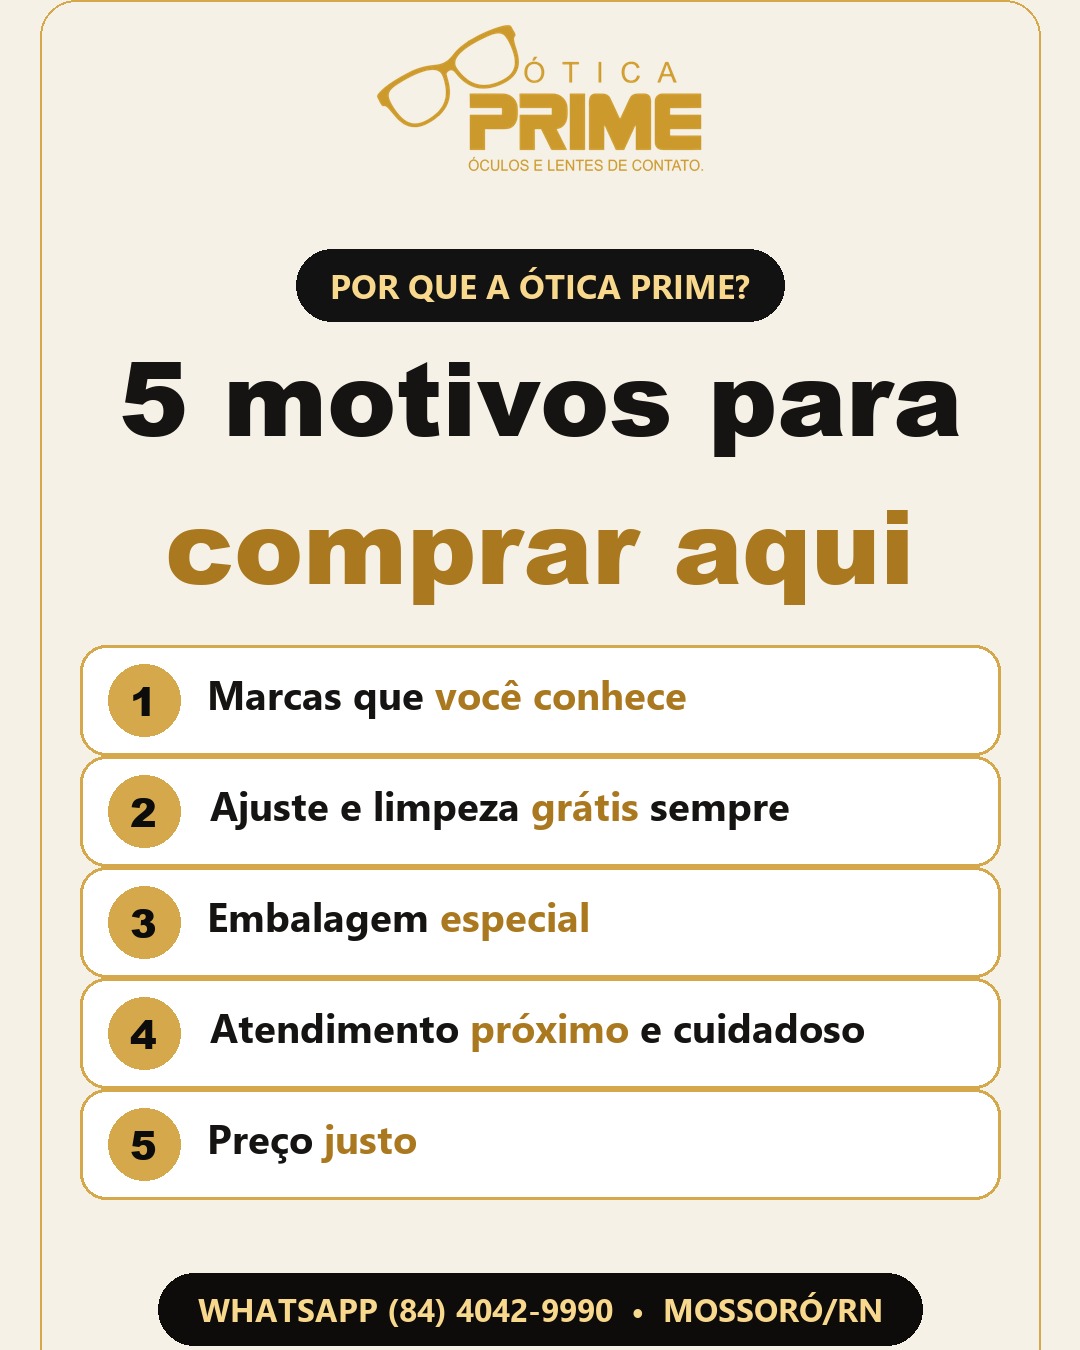 ÓTICA
PRIME
ÓCULOS E LENTES DE CONTATO.
POR QUE A ÓTICA PRIME?
5 motivos para
comprar aqui
1 Marcas que você conhece
2 Ajuste e limpeza grátis sempre
3 Embalagem especial
4 Atendimento próximo e cuidadoso
5 Preço justo
WHATSAPP (84) 4042-9990 • MOSSORÓ/RN